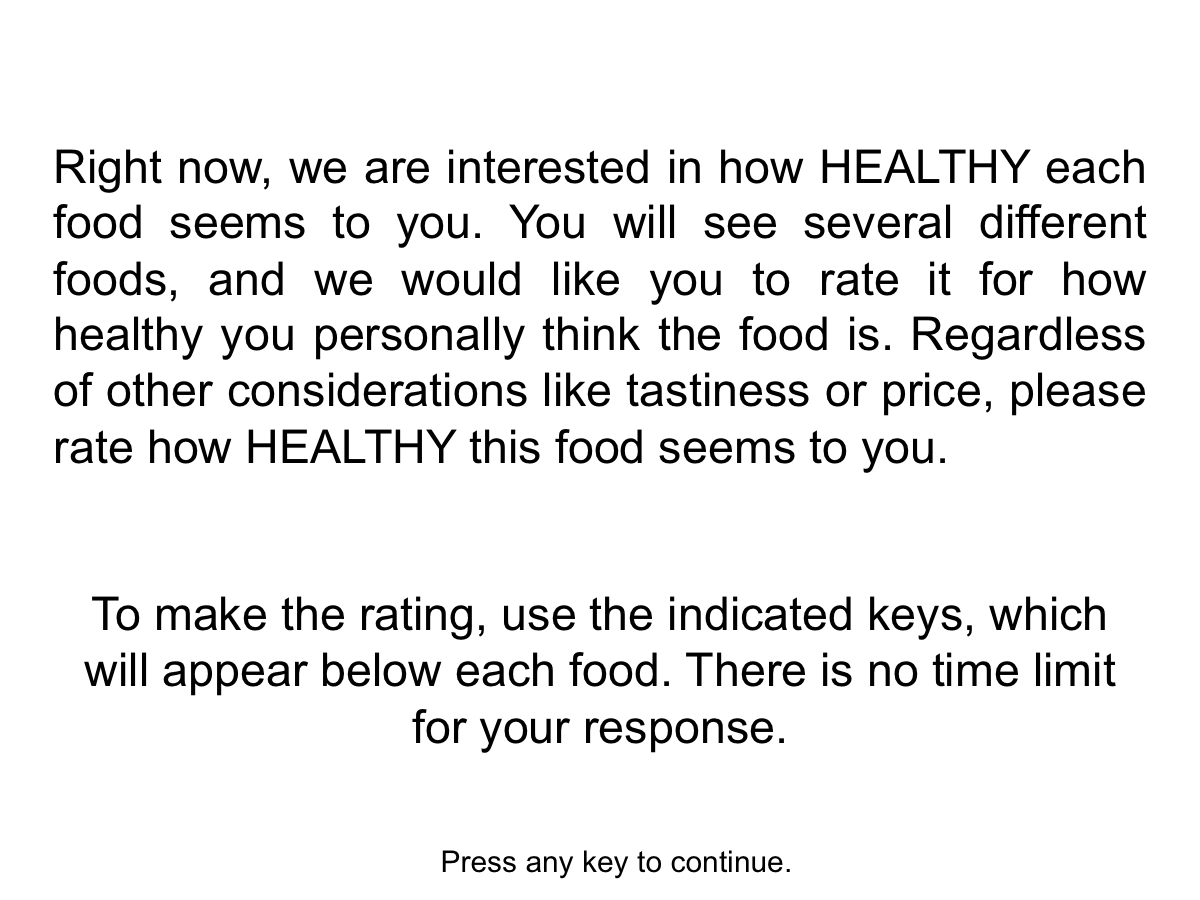 Right now, we are interested in how HEALTHY each
food seems to you. You will see several different
foods, and we would like you to rate it for how
healthy you personally think the food is. Regardless
of other considerations like tastiness or price, please
rate how HEALTHY this food seems to you.
To make the rating, use the indicated keys, which
will appear below each food. There is no time limit
for your response.
Press any key to continue.